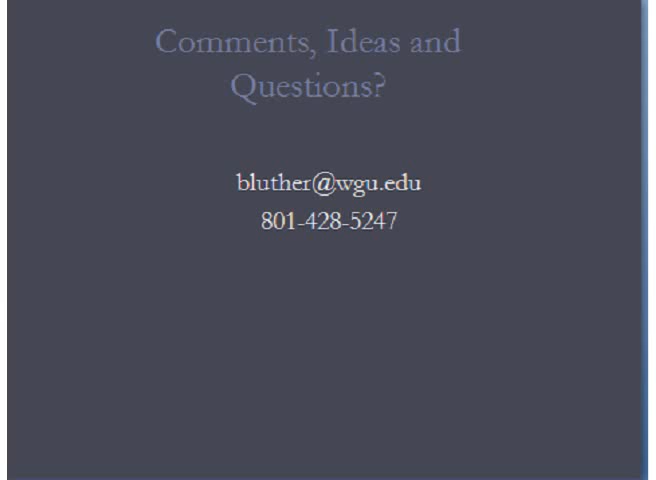 Comments, Ideas and
Questions?
bluther@wgu.edu
801-428-5247